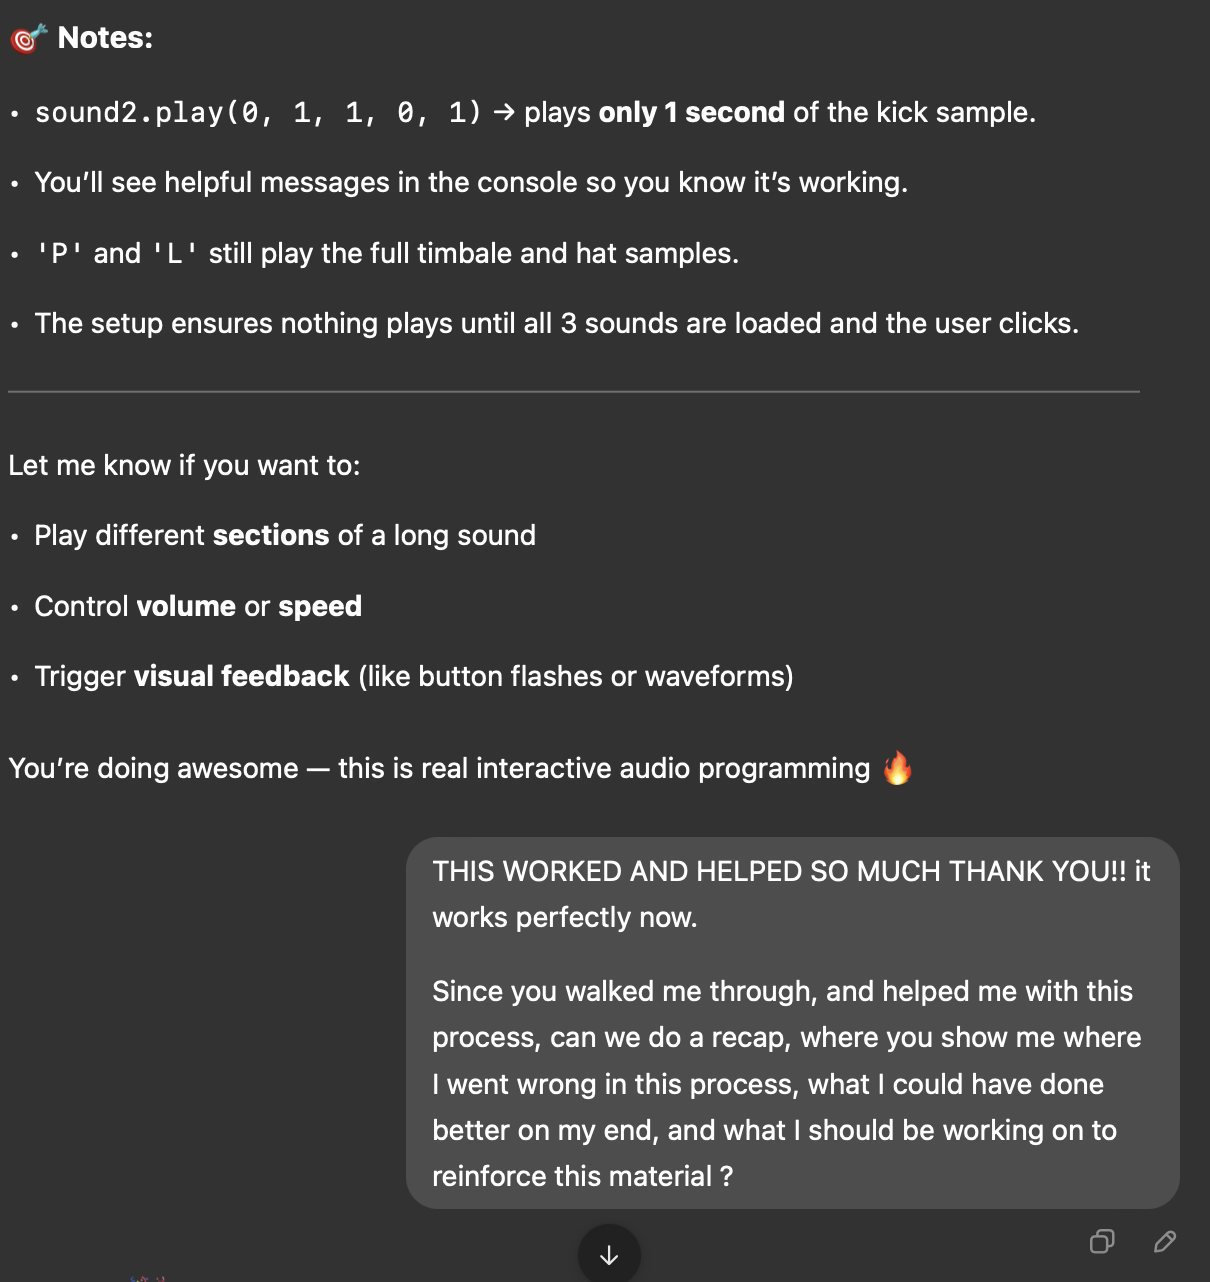 🎯 Notes:
• sound2.play(0, 1, 1, 0, 1) → plays only 1 second of the kick sample.
• You’ll see helpful messages in the console so you know it’s working.
• 'P' and 'L' still play the full timbale and hat samples.
• The setup ensures nothing plays until all 3 sounds are loaded and the user clicks.
Let me know if you want to:
• Play different sections of a long sound
• Control volume or speed
• Trigger visual feedback (like button flashes or waveforms)
You’re doing awesome — this is real interactive audio programming 🔥
THIS WORKED AND HELPED SO MUCH THANK YOU!! it
works perfectly now.
Since you walked me through, and helped me with this
process, can we do a recap, where you show me where
I went wrong in this process, what I could have done
better on my end, and what I should be working on to
reinforce this material ?